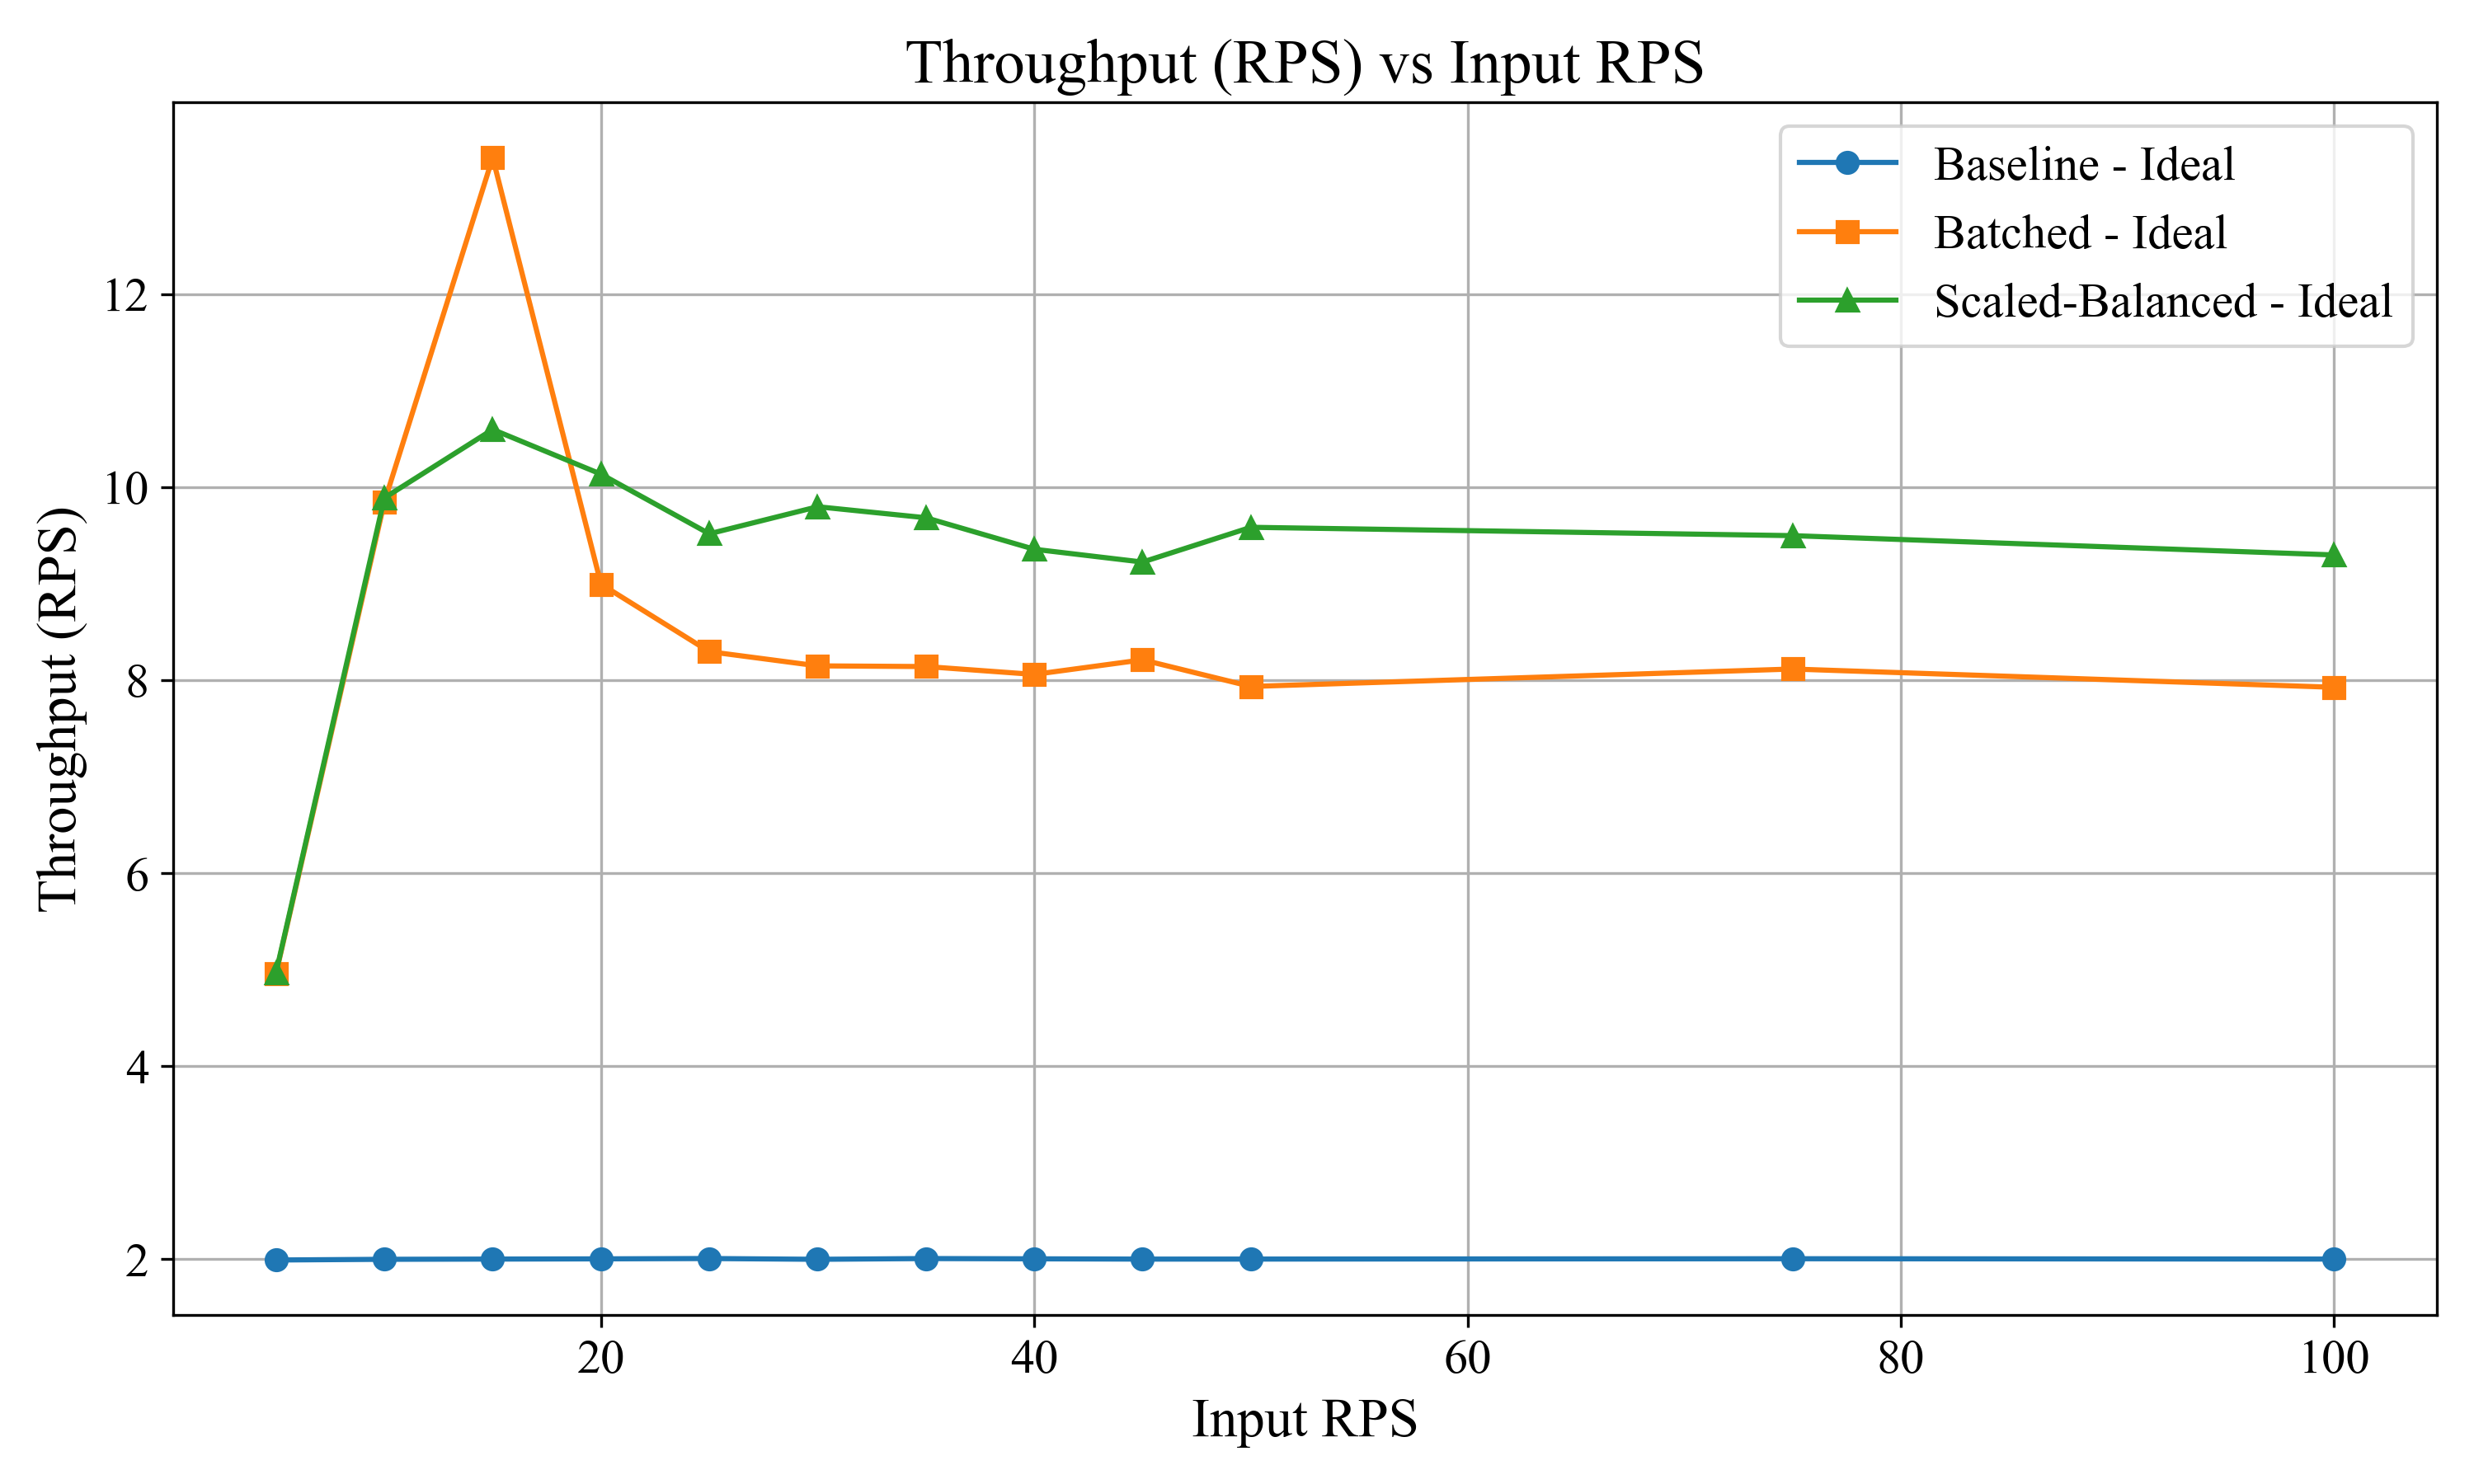 Throughput (RPS) vs Input RPS
Baseline - Ideal
Batched - Ideal
Scaled-Balanced - Ideal
Throughput (RPS)
12
10
8
6
4
2
20 40 60 80 100
Input RPS